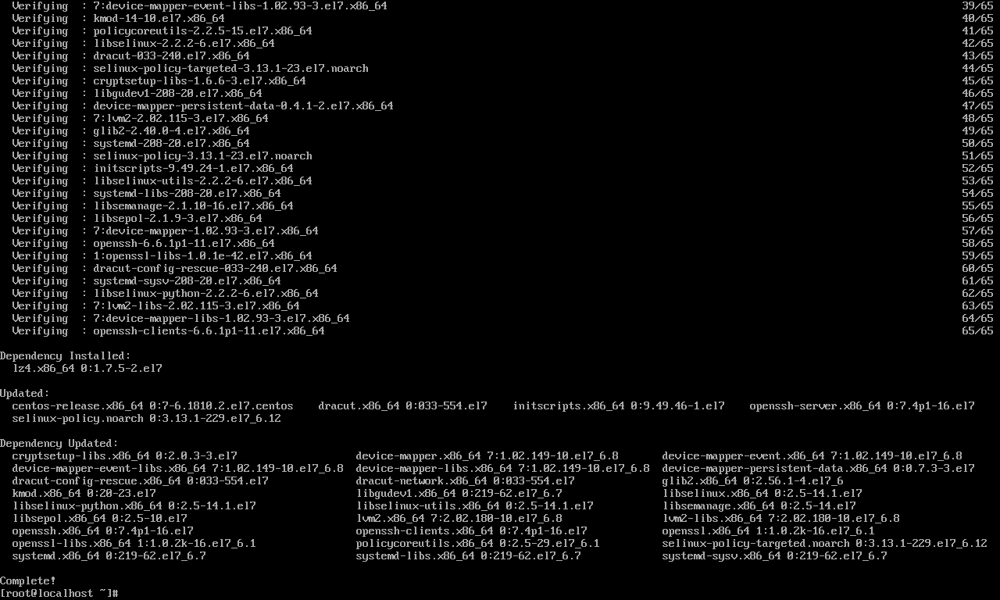 Verifying  : 7:device-mapper-event-libs-1.02.93-3.el7.x86_64 39/65
Verifying  : kmod-14-10.el7.x86_64 40/65
Verifying  : policycoreutils-2.2.5-15.el7.x86_64 41/65
Verifying  : libselinux-2.2.2-6.el7.x86_64 42/65
Verifying  : dracut-033-240.el7.x86_64 43/65
Verifying  : selinux-policy-targeted-3.13.1-23.el7.noarch 44/65
Verifying  : cryptsetup-libs-1.6.6-3.el7.x86_64 45/65
Verifying  : libgudev1-208-20.el7.x86_64 46/65
Verifying  : device-mapper-persistent-data-0.4.1-2.el7.x86_64 47/65
Verifying  : 7:lvm2-2.02.115-3.el7.x86_64 48/65
Verifying  : glib2-2.40.0-4.el7.x86_64 49/65
Verifying  : systemd-208-20.el7.x86_64 50/65
Verifying  : selinux-policy-3.13.1-23.el7.noarch 51/65
Verifying  : initscripts-9.49.24-1.el7.x86_64 52/65
Verifying  : libselinux-utils-2.2.2-6.el7.x86_64 53/65
Verifying  : systemd-libs-208-20.el7.x86_64 54/65
Verifying  : libsemanage-2.1.10-16.el7.x86_64 55/65
Verifying  : libsepol-2.1.9-3.el7.x86_64 56/65
Verifying  : 7:device-mapper-1.02.93-3.el7.x86_64 57/65
Verifying  : openssh-6.6.1p1-11.el7.x86_64 58/65
Verifying  : 1:openssl-libs-1.0.1e-42.el7.x86_64 59/65
Verifying  : dracut-config-rescue-033-240.el7.x86_64 60/65
Verifying  : systemd-sysv-208-20.el7.x86_64 61/65
Verifying  : libselinux-python-2.2.2-6.el7.x86_64 62/65
Verifying  : 7:lvm2-libs-2.02.115-3.el7.x86_64 63/65
Verifying  : 7:device-mapper-libs-1.02.93-3.el7.x86_64 64/65
Verifying  : openssh-clients-6.6.1p1-11.el7.x86_64 65/65
Dependency Installed:
lz4.x86_64 0:1.7.5-2.el7
Updated:
centos-release.x86_64 0:7-6.1810.2.el7.centos dracut.x86_64 0:033-554.el7 initscripts.x86_64 0:9.49.46-1.el7 openssh-server.x86_64 0:7.4p1-16.el7
selinux-policy.noarch 0:3.13.1-229.el7_6.12
Dependency Updated:
cryptsetup-libs.x86_64 0:2.0.3-3.el7 device-mapper.x86_64 7:1.02.149-10.el7_6.8 device-mapper-event.x86_64 7:1.02.149-10.el7_6.8
device-mapper-event-libs.x86_64 7:1.02.149-10.el7_6.8 device-mapper-libs.x86_64 7:1.02.149-10.el7_6.8 device-mapper-persistent-data.x86_64 0:0.7.3-3.el7
dracut-config-rescue.x86_64 0:033-554.el7 dracut-network.x86_64 0:033-554.el7 glib2.x86_64 0:2.56.1-4.el7_6
kmod.x86_64 0:20-23.el7 libgudev1.x86_64 0:219-62.el7_6.7 libselinux.x86_64 0:2.5-14.1.el7
libselinux-python.x86_64 0:2.5-14.1.el7 libselinux-utils.x86_64 0:2.5-14.1.el7 libsemanage.x86_64 0:2.5-14.el7
libsepol.x86_64 0:2.5-10.el7 lvm2.x86_64 7:2.02.180-10.el7_6.8 lvm2-libs.x86_64 7:2.02.180-10.el7_6.8
openssh.x86_64 0:7.4p1-16.el7 openssh-clients.x86_64 0:7.4p1-16.el7 openssl.x86_64 1:1.0.2k-16.el7_6.1
openssl-libs.x86_64 1:1.0.2k-16.el7_6.1 policycoreutils.x86_64 0:2.5-29.el7_6.1 selinux-policy-targeted.noarch 0:3.13.1-229.el7_6.12
systemd.x86_64 0:219-62.el7_6.7 systemd-libs.x86_64 0:219-62.el7_6.7 systemd-sysv.x86_64 0:219-62.el7_6.7
Complete!
[root@localhost ~]#